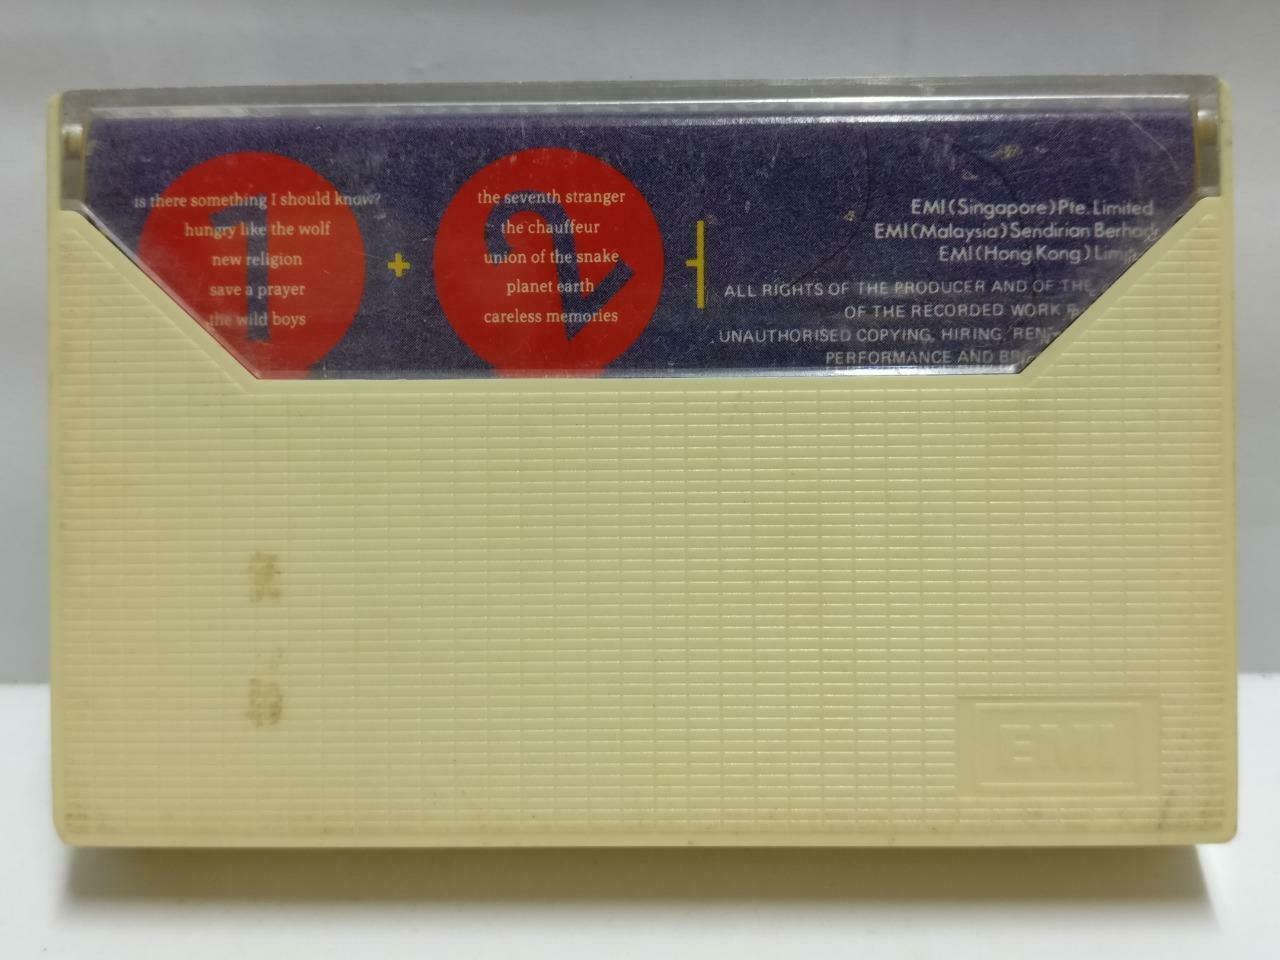 1
is there something I should know?
hungry like the wolf
new religion
save a prayer
the wild boys
+
2
the seventh stranger
the chauffeur
union of the snake
planet earth
careless memories
EMI (Singapore) Pte. Limited
EMI (Malaysia) Sendirian Berhad
EMI (Hong Kong)
ALL RIGHTS OF THE PRODUCER AND OF THE
OF THE RECORDED WORK
UNAUTHORISED COPYING, HIRING,
PERFORMANCE AND
EMI